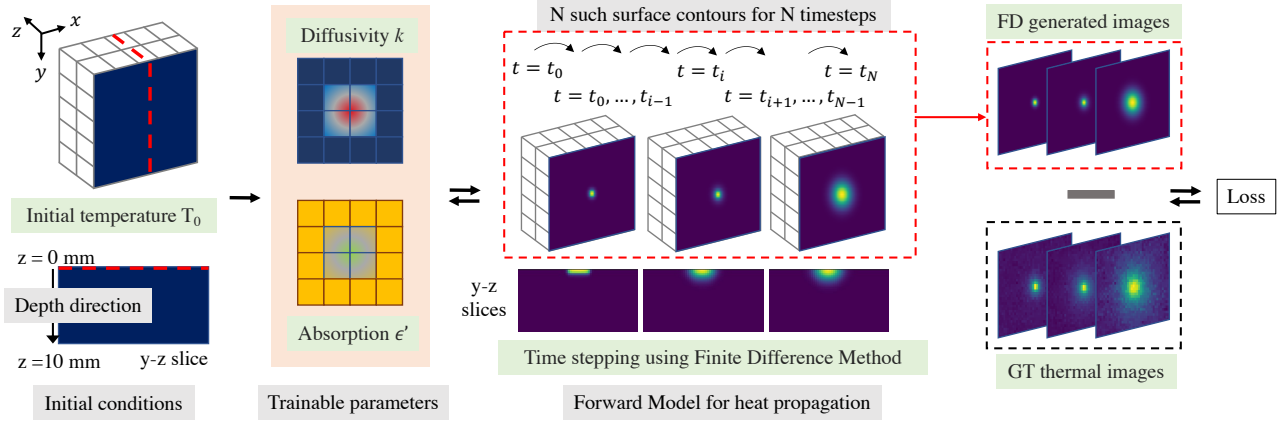 z
x
y
Initial temperature T₀
z = 0 mm
Depth direction
z = 10 mm
y-z slice
Initial conditions
Diffusivity k
Absorption ϵ'
Trainable parameters
N such surface contours for N timesteps
t = t₀
t = tᵢ
t = t_N
t = t₀, … , tᵢ₋₁
t = tᵢ₊₁, … , t_{N−1}
y-z
slices
Time stepping using Finite Difference Method
Forward Model for heat propagation
FD generated images
Loss
GT thermal images